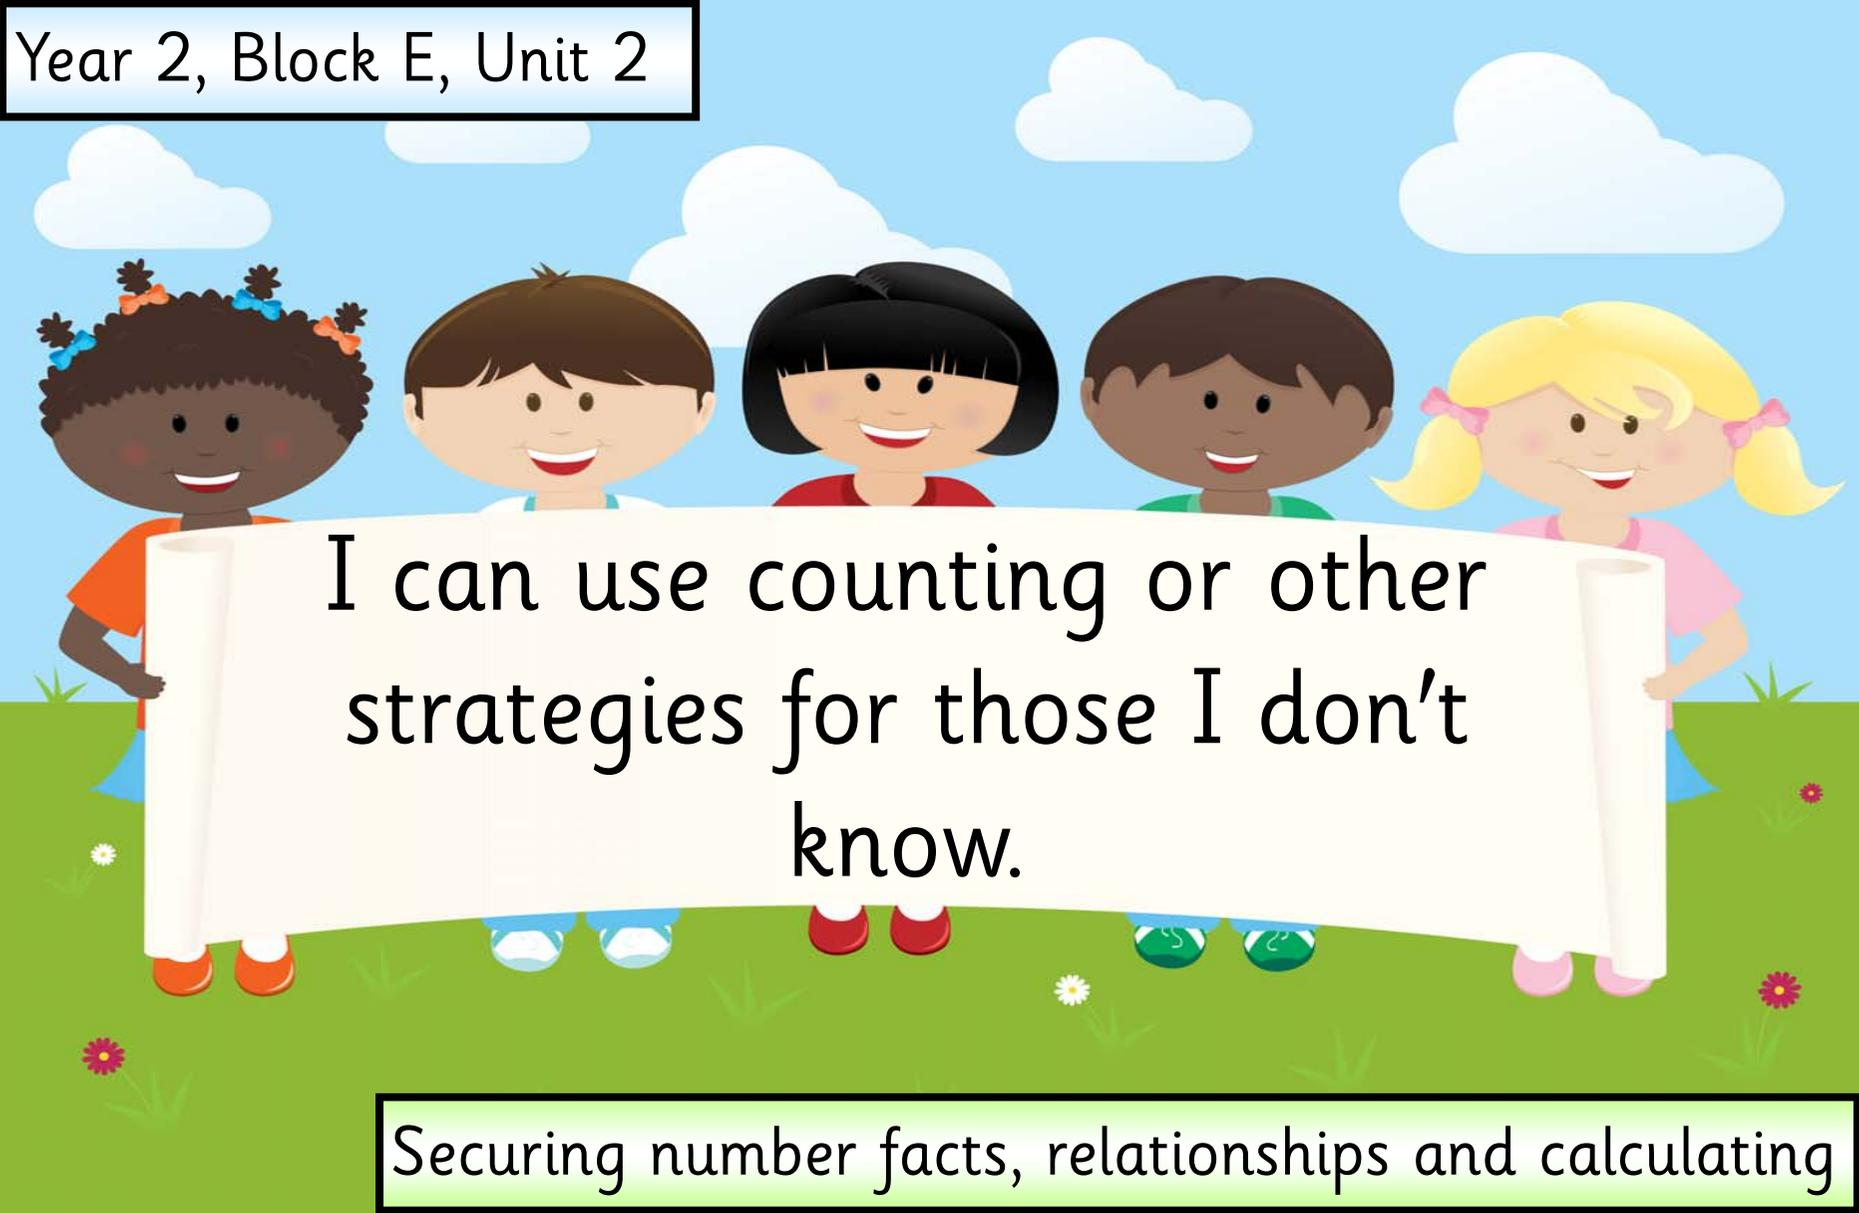 Year 2, Block E, Unit 2
I can use counting or other
strategies for those I don't
know.
Securing number facts, relationships and calculating